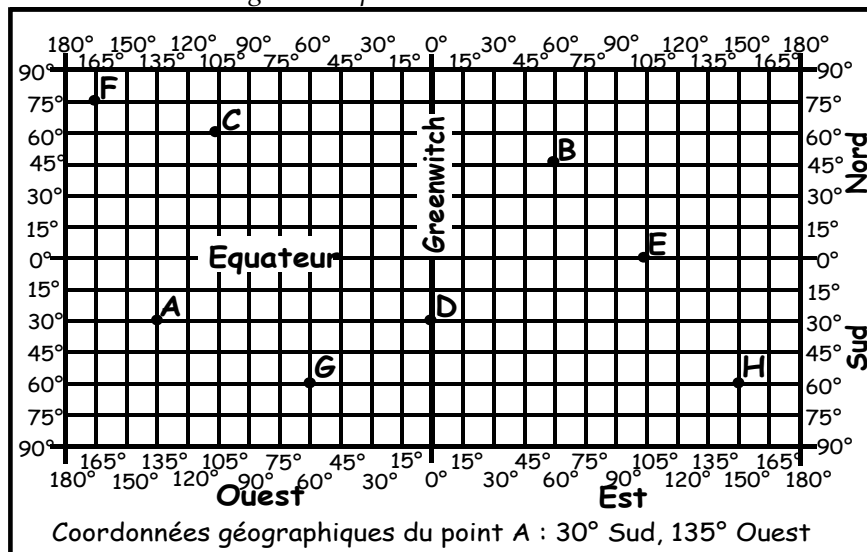 180° 150° 120° 90° 60° 30° 0° 30° 60° 90° 120° 150° 180°
165° 135° 105° 75° 45° 15° 15° 45° 75° 105° 135° 165°
90° 90°
F
75° 75°
C
60° 60°
B
45° 45°
30° 30°
15° 15°
Greenwitch
Nord
E
Equateur
0° 0°
15° 15°
A D
30° 30°
45° 45°
Sud
G H
60° 60°
75° 75°
90° 90°
165° 135° 105° 75° 45° 15° 15° 45° 75° 105° 135° 165°
180° 150° 120° 90° 60° 30° 0° 30° 60° 90° 120° 150° 180°
Ouest Est
Coordonnées géographiques du point A : 30° Sud, 135° Ouest